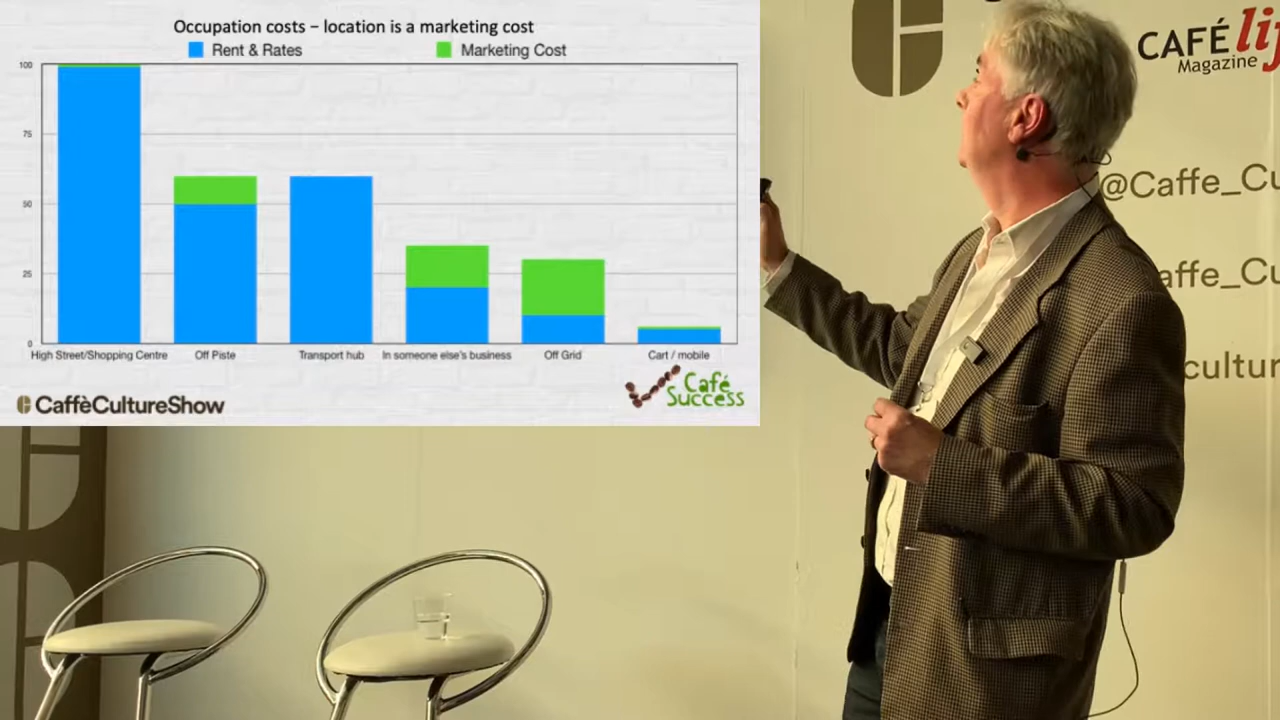 Occupation costs – location is a marketing cost
Rent & Rates
Marketing Cost
100
75
50
25
0
High Street/Shopping Centre
Off Piste
Transport hub
In someone else's business
Off Grid
Cart / mobile
CaffèCultureShow
Café
Success
CAFÉ
Magazine
@Caffe_Cu
affe_Cu
cultur